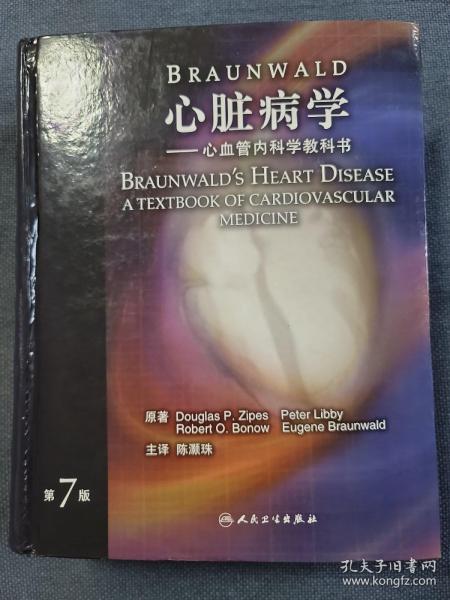 BRAUNWALD
心脏病学
——心血管内科学教科书
BRAUNWALD'S HEART DISEASE
A TEXTBOOK OF CARDIOVASCULAR
MEDICINE
原著 Douglas P. Zipes Peter Libby
Robert O. Bonow Eugene Braunwald
主译 陈灏珠
第7版
人民卫生出版社
孔夫子旧书网
www.kongfz.com